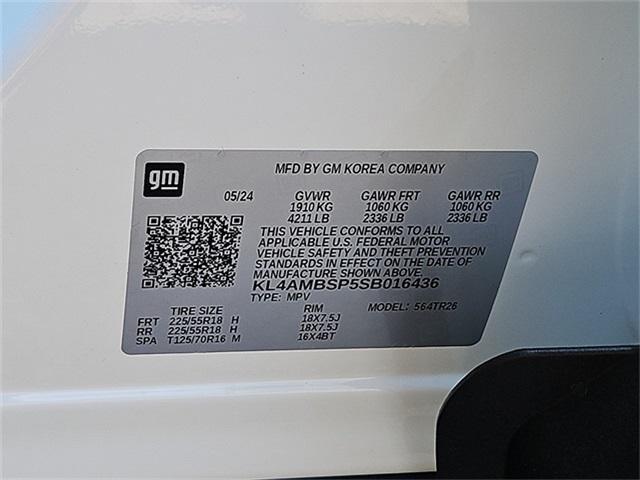 gm
MFD BY GM KOREA COMPANY
05/24 GVWR GAWR FRT GAWR RR
1910 KG 1060 KG 1060 KG
4211 LB 2336 LB 2336 LB
THIS VEHICLE CONFORMS TO ALL
APPLICABLE U.S. FEDERAL MOTOR
VEHICLE SAFETY AND THEFT PREVENTION
STANDARDS IN EFFECT ON THE DATE OF
MANUFACTURE SHOWN ABOVE.
KL4AMBSP5SB016436
TYPE: MPV MODEL: 564TR26
TIRE SIZE RIM
FRT 225/55R18 H 18X7.5J
RR 225/55R18 H 18X7.5J
SPA T125/70R16 M 16X4BT